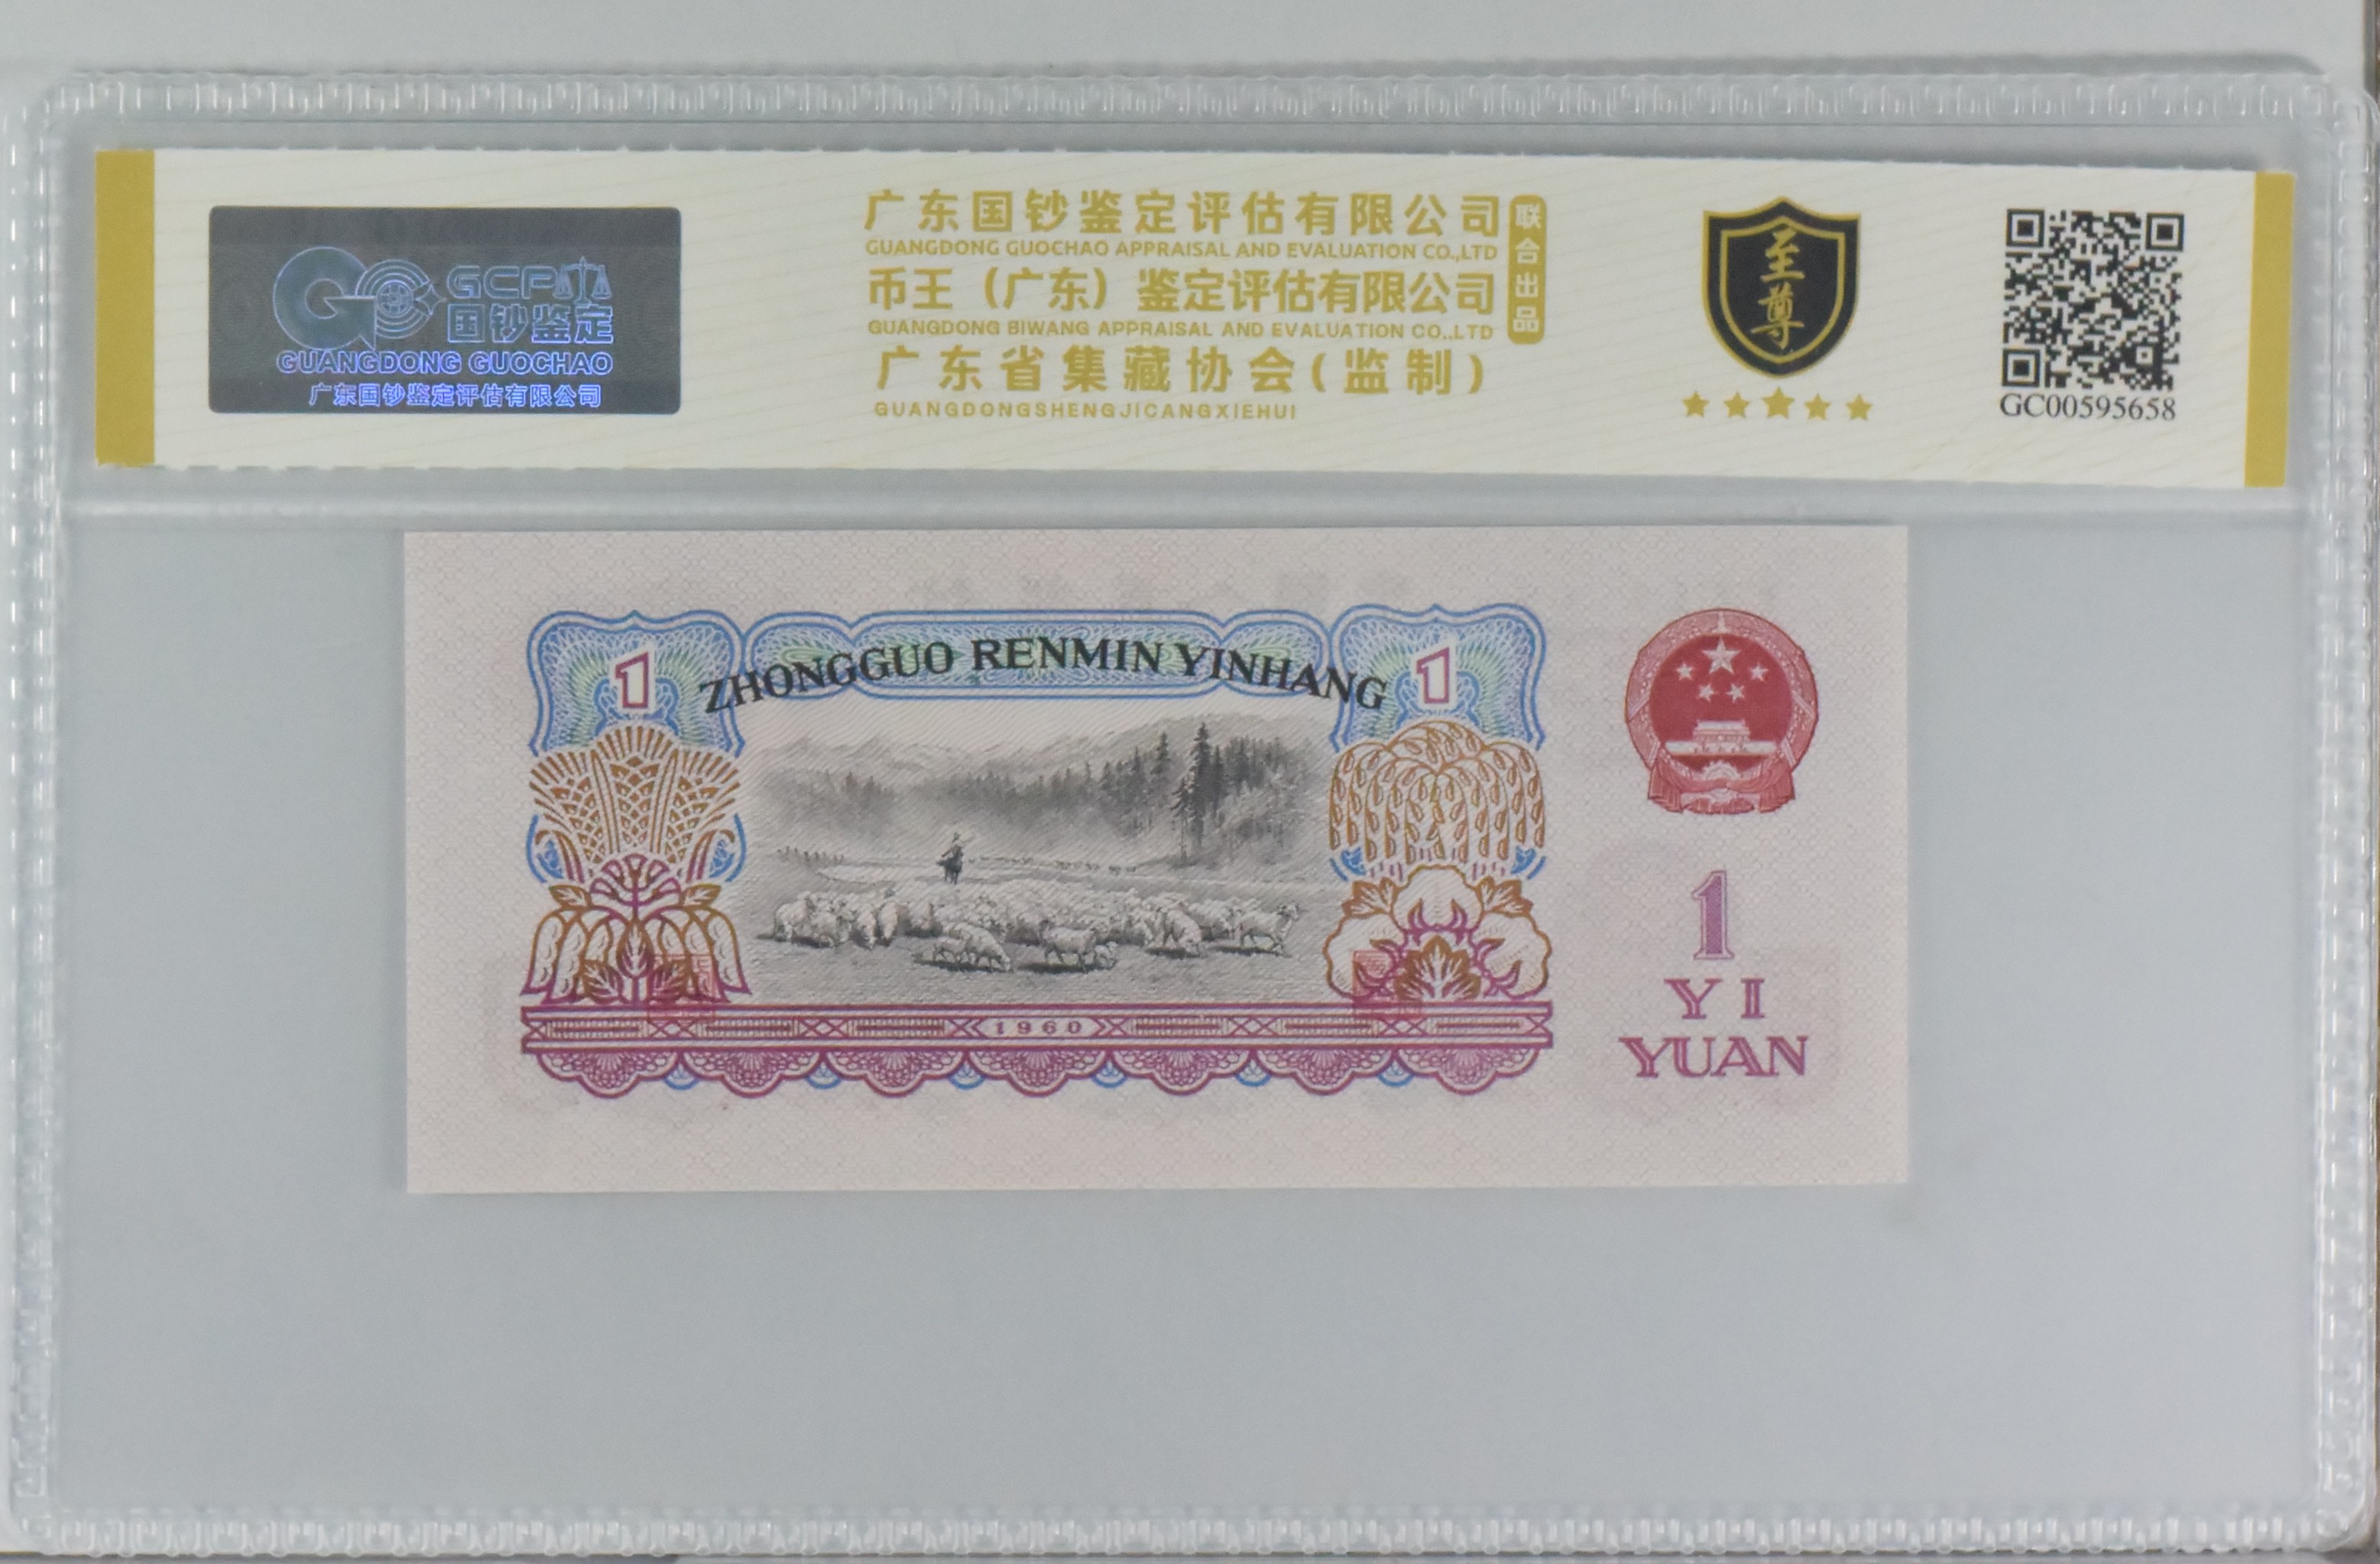 GCP
国钞鉴定
GUANGDONG GUOCHAO
广东国钞鉴定评估有限公司
广东国钞鉴定评估有限公司
GUANGDONG GUOCHAO APPRAISAL AND EVALUATION CO.,LTD
币王（广东）鉴定评估有限公司
GUANGDONG BIWANG APPRAISAL AND EVALUATION CO.,LTD
广东省集藏协会(监制)
GUANGDONGSHENGJICANGXIEHUI
联合出品
至尊
GC00595658
1
ZHONGGUO RENMIN YINHANG
1
1960
1
YI
YUAN